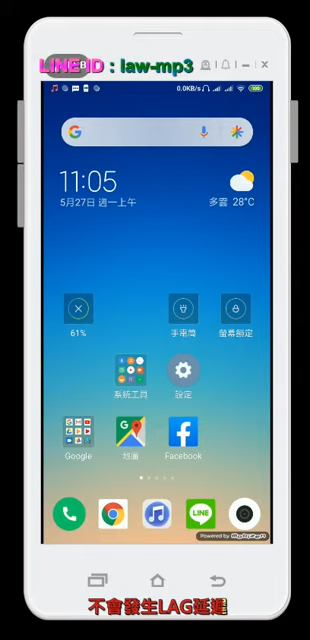 LINE ID：law-mp3
0.0KB/s
11:05
5月27日 週一上午
多雲 28°C
61%
手電筒
螢幕鎖定
系統工具
設定
Google
地圖
Facebook
LINE
Powered by
不會發生LAG延遲